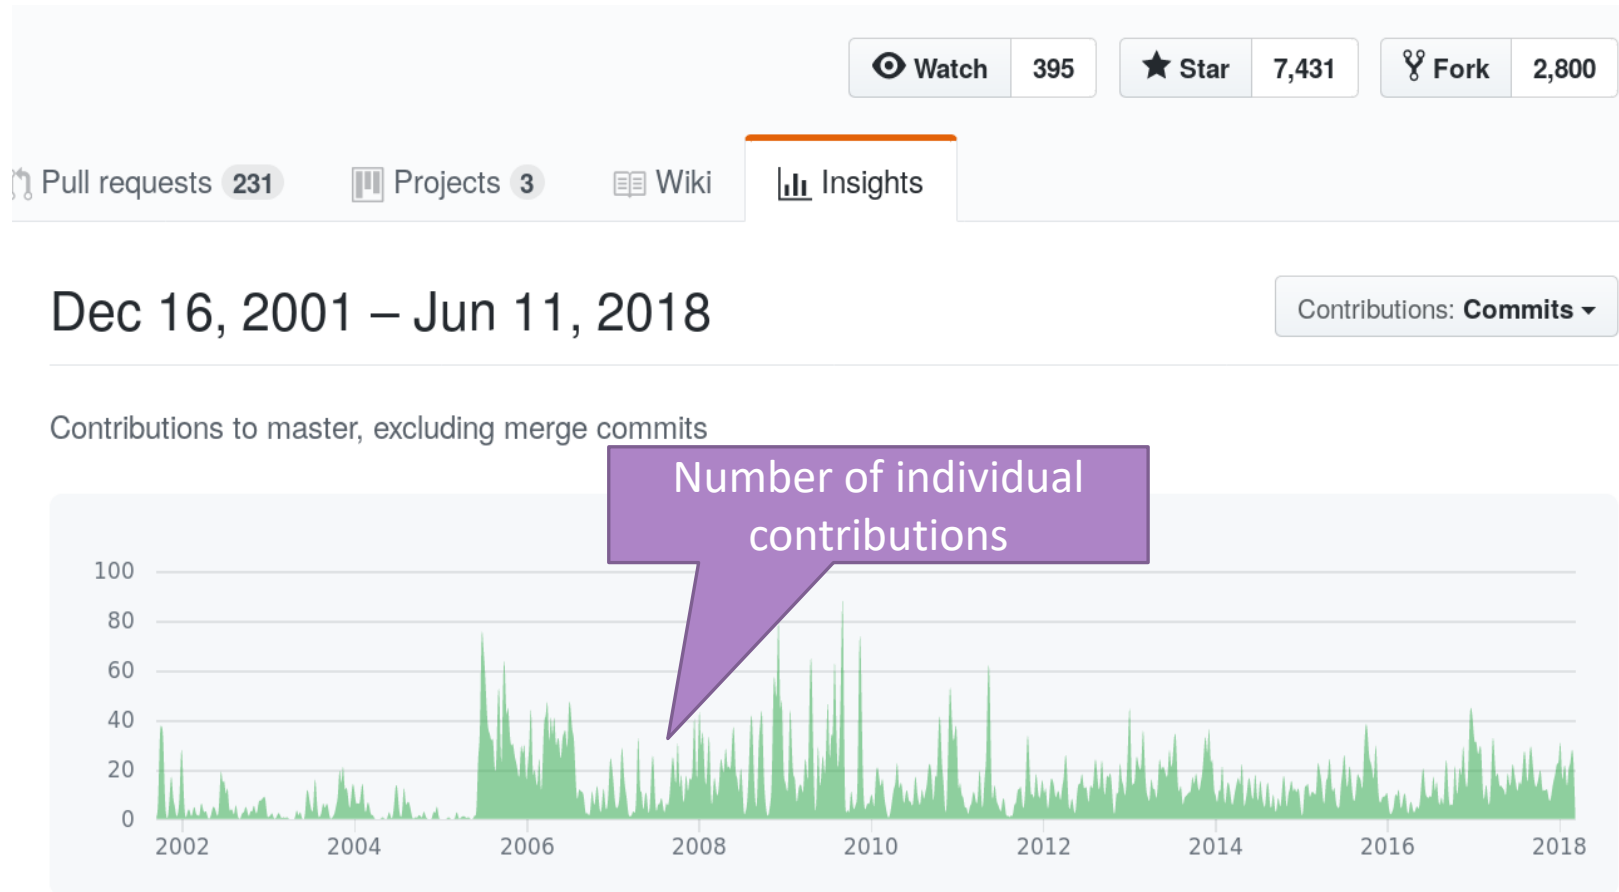 Watch 395 Star 7,431 Fork 2,800
Pull requests 231 Projects 3 Wiki Insights
Dec 16, 2001 – Jun 11, 2018
Contributions: Commits
Contributions to master, excluding merge commits
Number of individual
contributions
100
80
60
40
20
0
2002 2004 2006 2008 2010 2012 2014 2016 2018